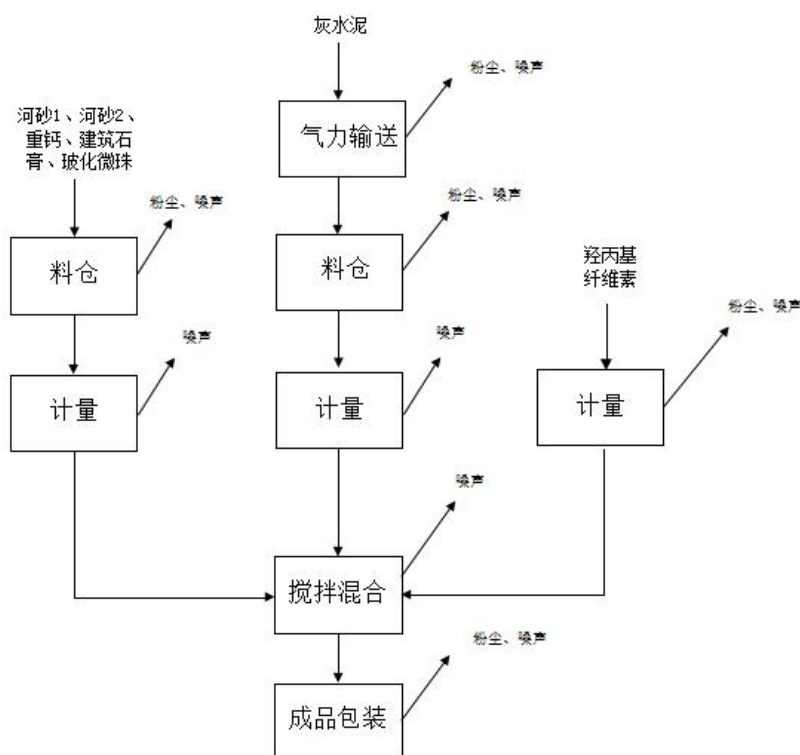 灰水泥
粉尘、噪声
河砂1、河砂2、
重钙、建筑石
膏、玻化微珠
气力输送
粉尘、噪声
粉尘、噪声
料仓
料仓
羟丙基
纤维素
粉尘、噪声
噪声
噪声
计量
计量
计量
噪声
搅拌混合
粉尘、噪声
成品包装